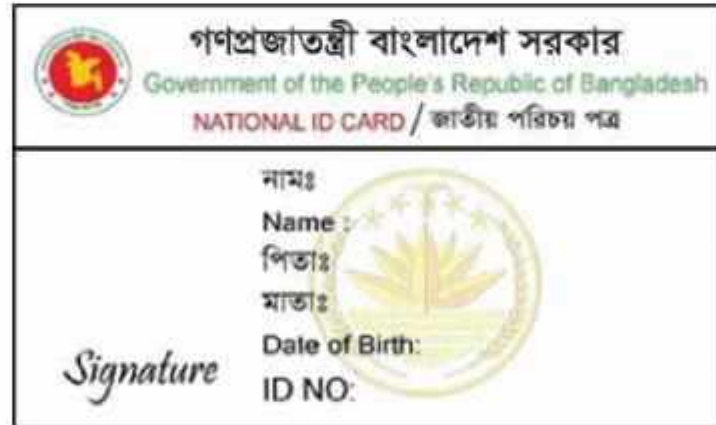 গণপ্রজাতন্ত্রী বাংলাদেশ সরকার
Government of the People's Republic of Bangladesh
NATIONAL ID CARD / জাতীয় পরিচয় পত্র
নামঃ
Name :
পিতাঃ
মাতাঃ
Date of Birth:
Signature
ID NO: